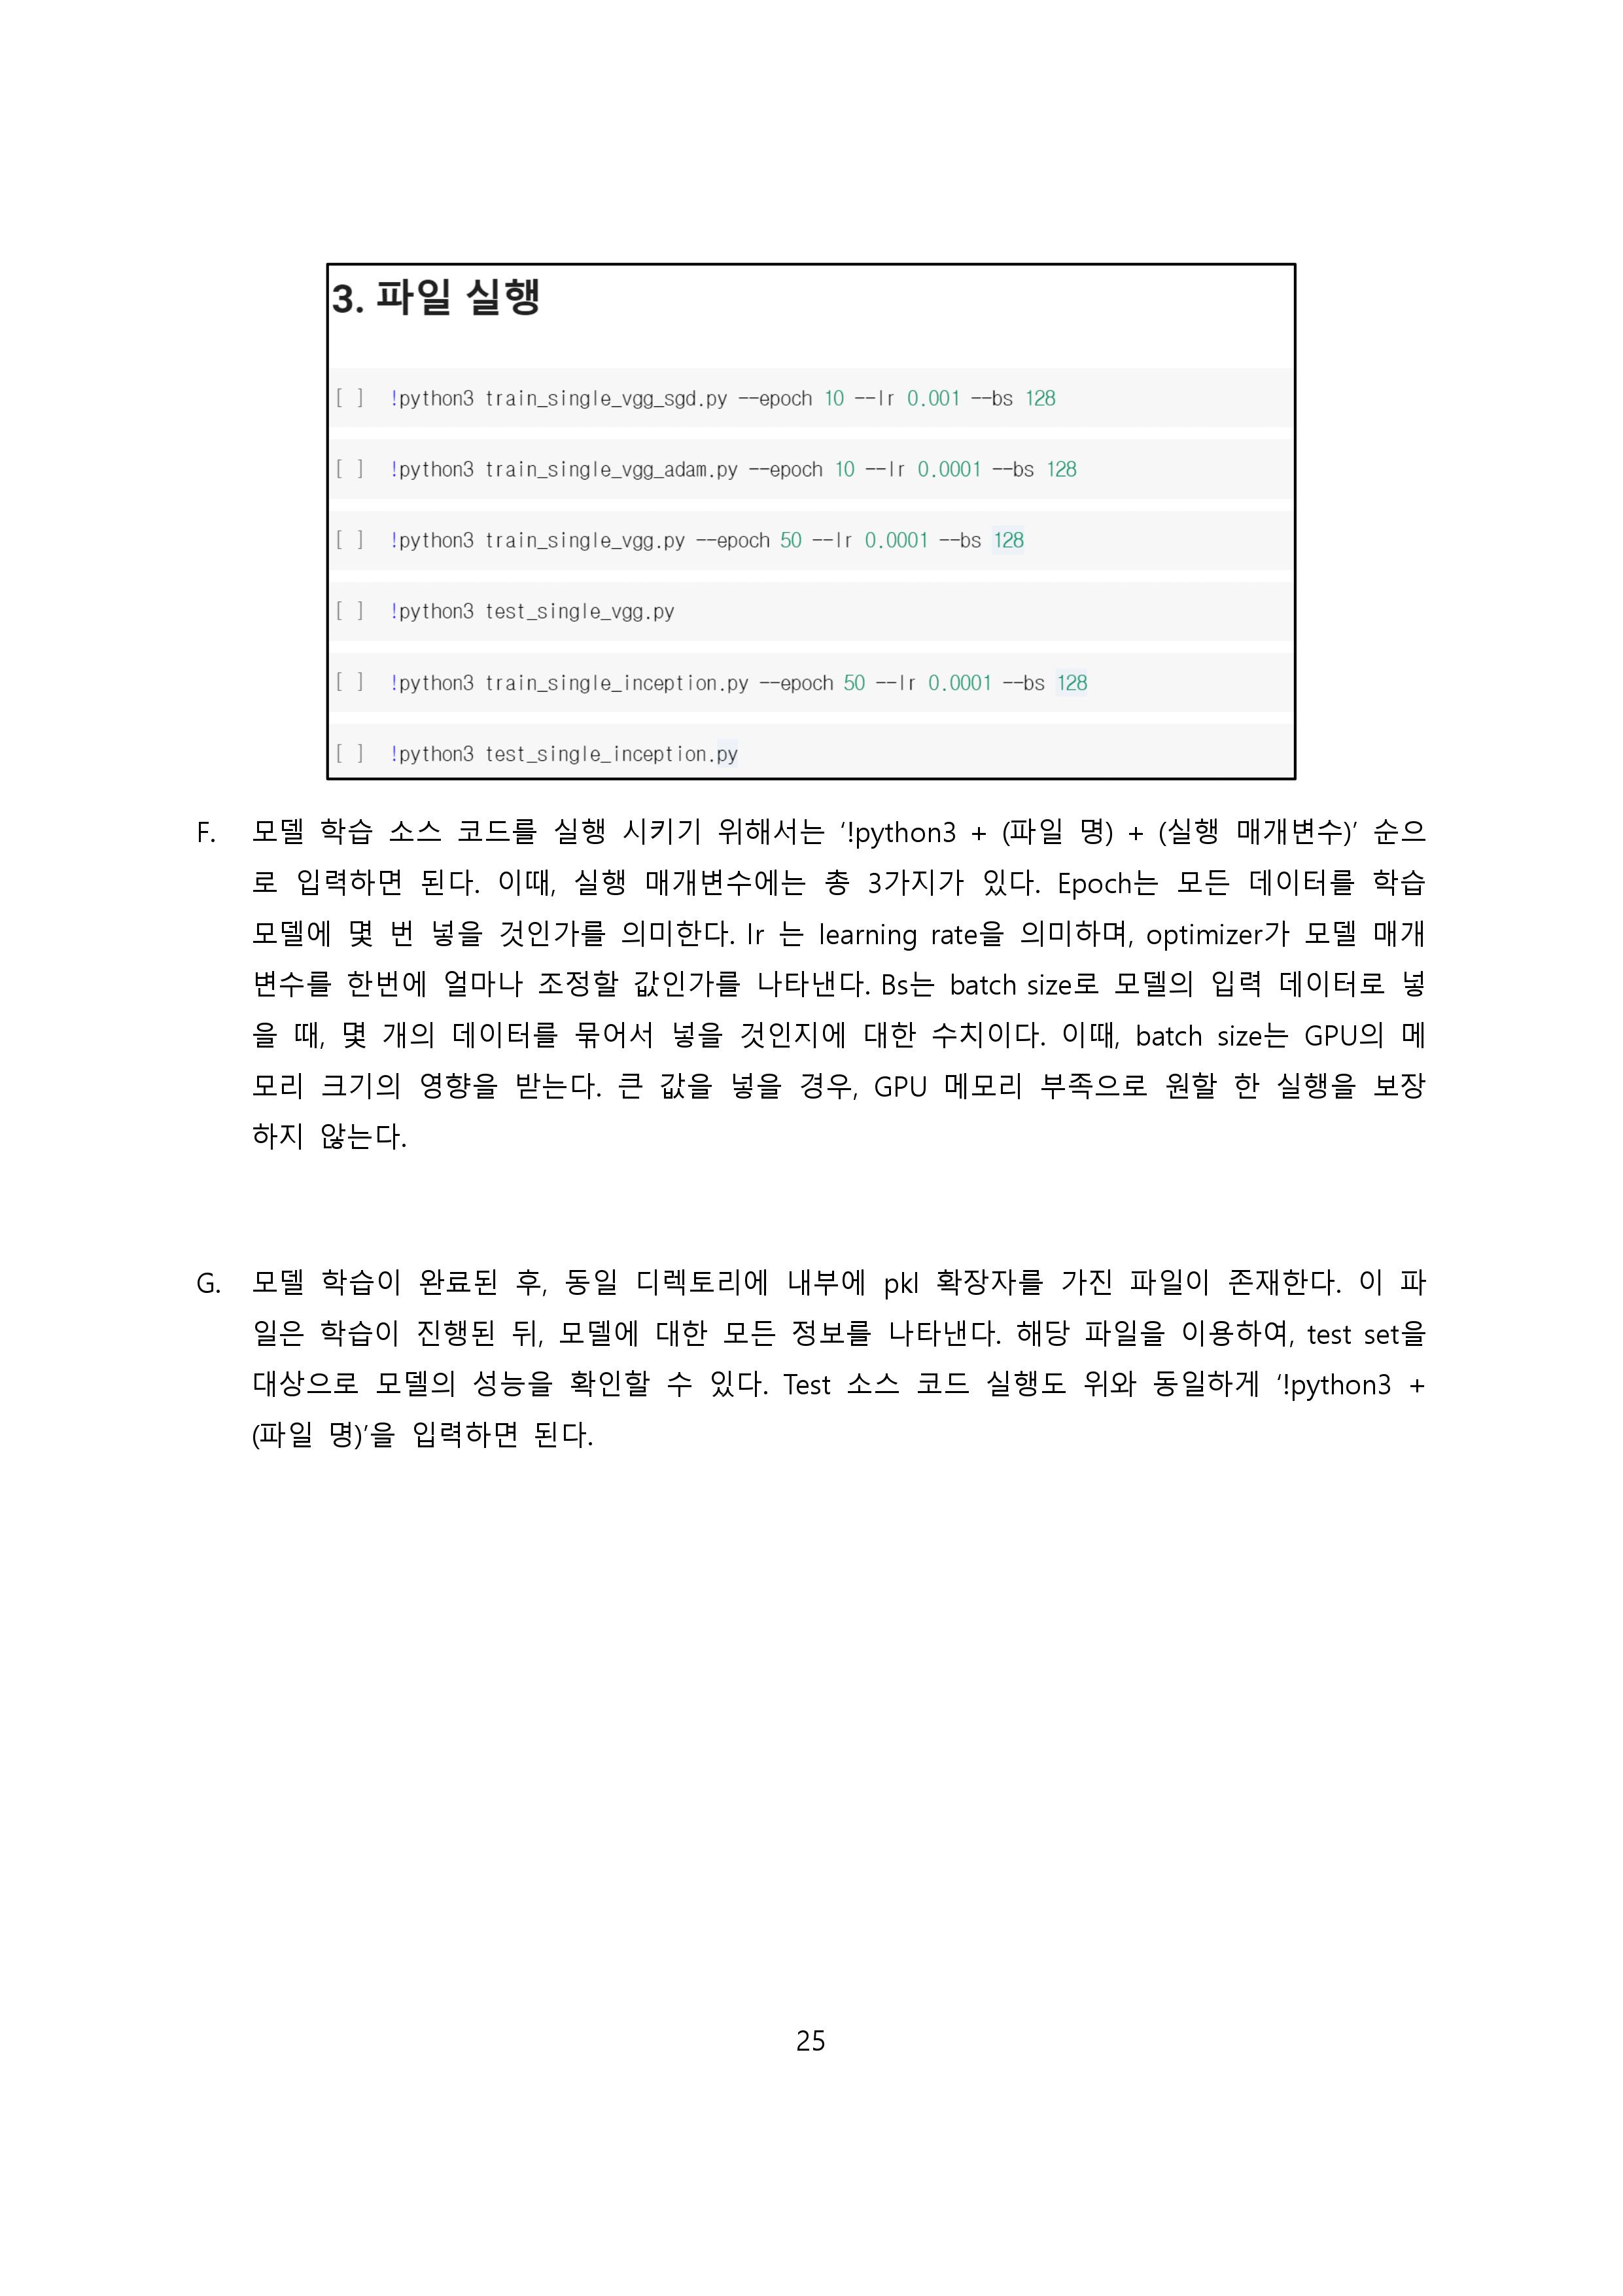 3. 파일 실행
[ ] !python3 train_single_vgg_sgd.py --epoch 10 --lr 0.001 --bs 128
[ ] !python3 train_single_vgg_adam.py --epoch 10 --lr 0.0001 --bs 128
[ ] !python3 train_single_vgg.py --epoch 50 --lr 0.0001 --bs 128
[ ] !python3 test_single_vgg.py
[ ] !python3 train_single_inception.py --epoch 50 --lr 0.0001 --bs 128
[ ] !python3 test_single_inception.py
F. 모델 학습 소스 코드를 실행 시키기 위해서는 ‘!python3 + (파일 명) + (실행 매개변수)’ 순으
로 입력하면 된다. 이때, 실행 매개변수에는 총 3가지가 있다. Epoch는 모든 데이터를 학습
모델에 몇 번 넣을 것인가를 의미한다. lr 는 learning rate을 의미하며, optimizer가 모델 매개
변수를 한번에 얼마나 조정할 값인가를 나타낸다. Bs는 batch size로 모델의 입력 데이터로 넣
을 때, 몇 개의 데이터를 묶어서 넣을 것인지에 대한 수치이다. 이때, batch size는 GPU의 메
모리 크기의 영향을 받는다. 큰 값을 넣을 경우, GPU 메모리 부족으로 원할 한 실행을 보장
하지 않는다.
G. 모델 학습이 완료된 후, 동일 디렉토리에 내부에 pkl 확장자를 가진 파일이 존재한다. 이 파
일은 학습이 진행된 뒤, 모델에 대한 모든 정보를 나타낸다. 해당 파일을 이용하여, test set을
대상으로 모델의 성능을 확인할 수 있다. Test 소스 코드 실행도 위와 동일하게 ‘!python3 +
(파일 명)’을 입력하면 된다.
25